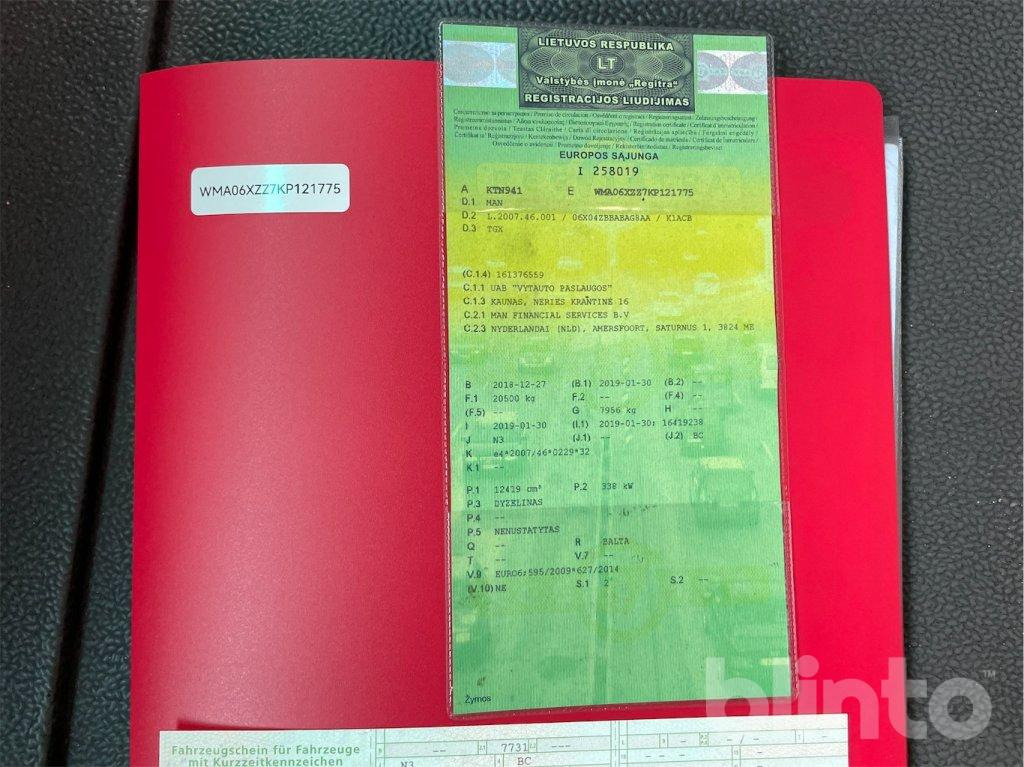 LIETUVOS RESPUBLIKA
LT
Valstybės įmonė „Regitra“
REGISTRACIJOS LIUDIJIMAS
EUROPOS SĄJUNGA
I 258019
WMA06XZZ7KP121775
A KTN941 E WMA06XZZ7KP121775
D.1 MAN
D.2 L.2007.46.001 / 06X04ZBBABAG8AA / K1ACB
D.3 TGX
(C.1.4) 161376559
C.1.1 UAB "VYTAUTO PASLAUGOS"
C.1.3 KAUNAS, NERIES KRANTINĖ 16
C.2.1 MAN FINANCIAL SERVICES B.V
C.2.3 NYDERLANDAI (NLD), AMERSFOORT, SATURNUS 1, 3824 ME
B 2018-12-27 (B.1) 2019-01-30 (B.2) --
F.1 20500 kg F.2 -- (F.4) --
(F.5) -- G 7956 kg H --
I 2019-01-30 (I.1) 2019-01-30; 16419238
J N3 (J.1) -- (J.2) BC
K e4*2007/46*0229*32
K.1 --
P.1 12419 cm³ P.2 338 kW
P.3 DYZELINAS
P.4 --
P.5 NENUSTATYTAS
Q -- R BALTA
T -- V.7 --
V.9 EURO6;595/2009*627/2014
(V.10) NE S.1 2 S.2 --
Žymos
blinto™
Fahrzeugschein für Fahrzeuge
mit Kurzzeitkennzeichen
-- 7731 ---
N3 BC